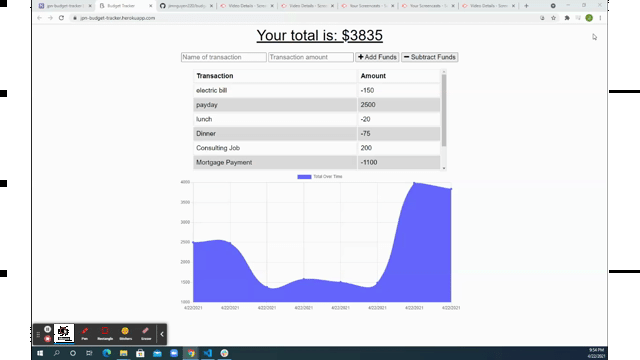 Budget Tracker
Your total is: $3835
Name of transaction Transaction amount Add Funds Subtract Funds
Transaction Amount
electric bill -150
payday 2500
lunch -20
Dinner -75
Consulting Job 200
Mortgage Payment -1100
Total Over Time
4000
3500
3000
2500
2000
1500
1000
4/22/2021 4/22/2021 4/22/2021 4/22/2021 4/22/2021 4/22/2021 4/22/2021 4/22/2021
Pen Rectangle Stickers Eraser
9:54 PM
4/22/2021